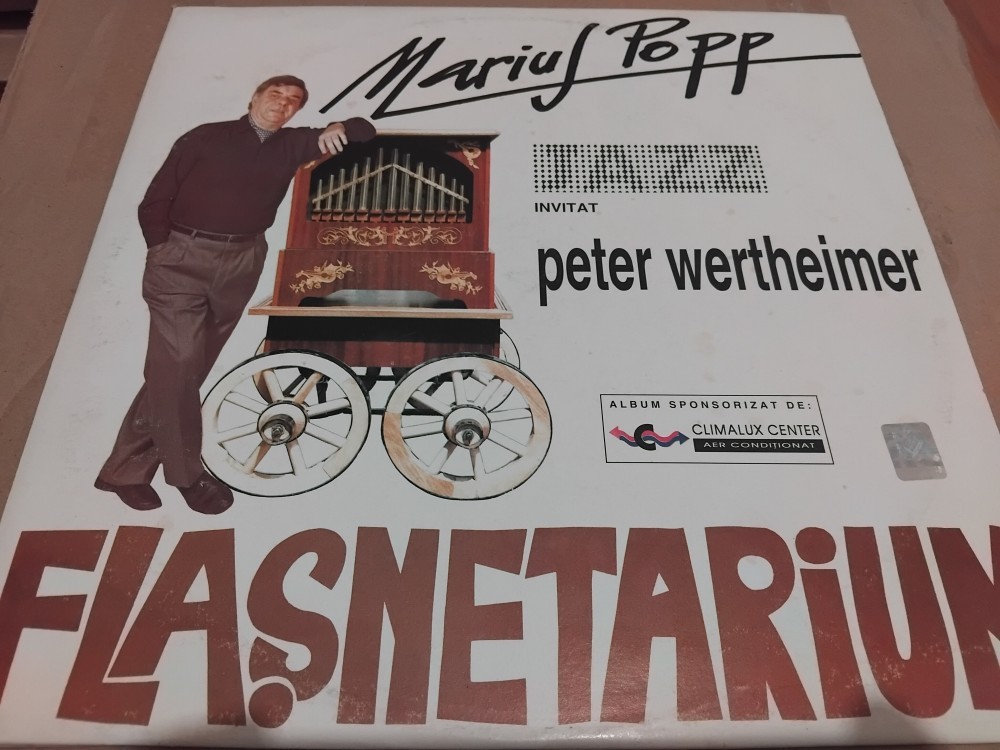 Marius Popp
JAZZ
INVITAT
peter wertheimer
ALBUM SPONSORIZAT DE:
CLIMALUX CENTER
AER CONDIȚIONAT
FLAȘNETARIUM